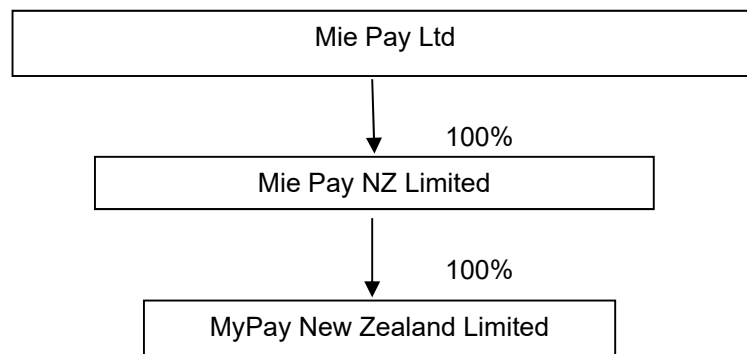 Mie Pay Ltd
100%
Mie Pay NZ Limited
100%
MyPay New Zealand Limited